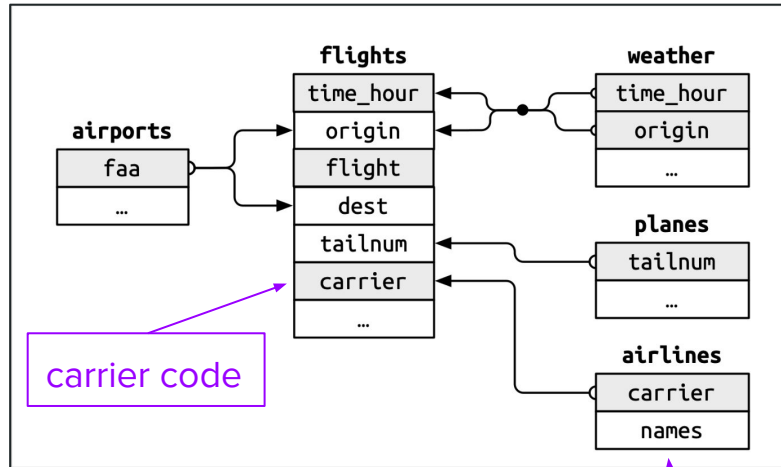 flights
time_hour
origin
flight
dest
tailnum
carrier
…
airports
faa
…
weather
time_hour
origin
…
planes
tailnum
…
airlines
carrier
names
carrier code